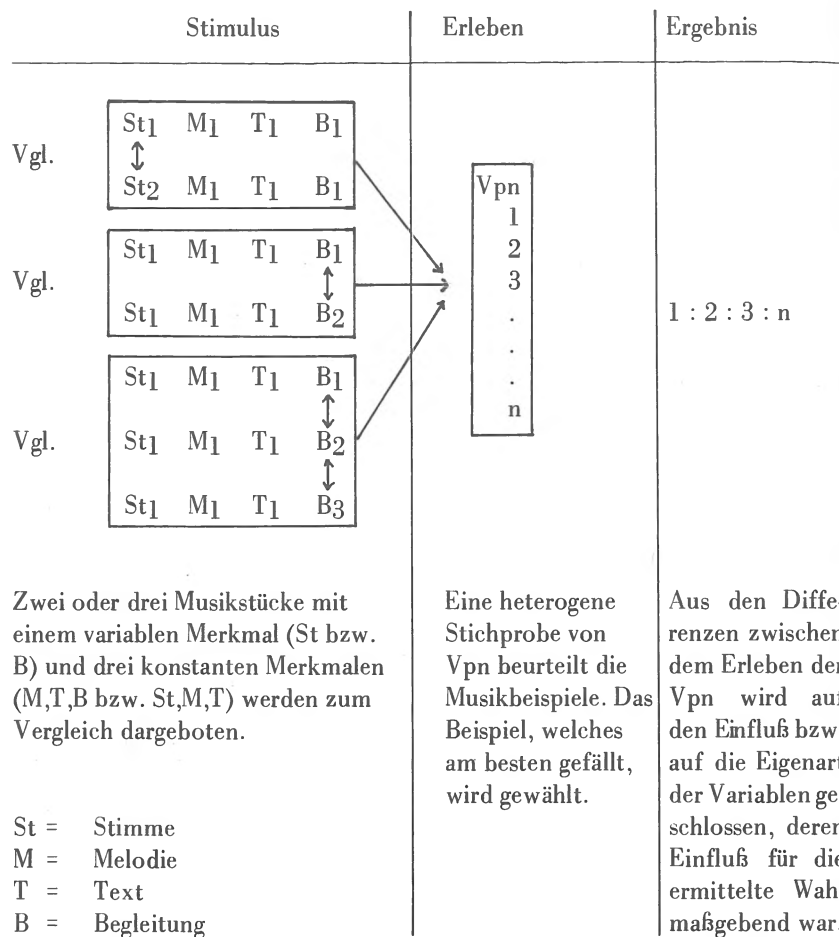 Stimulus Erleben Ergebnis
Vgl.
St1 M1 T1 B1
St2 M1 T1 B1
Vgl.
St1 M1 T1 B1
St1 M1 T1 B2
Vgl.
St1 M1 T1 B1
St1 M1 T1 B2
St1 M1 T1 B3
Vpn
1
2
3
.
.
.
n
1 : 2 : 3 : n
Zwei oder drei Musikstücke mit
einem variablen Merkmal (St bzw.
B) und drei konstanten Merkmalen
(M,T,B bzw. St,M,T) werden zum
Vergleich dargeboten.
St = Stimme
M = Melodie
T = Text
B = Begleitung
Eine heterogene
Stichprobe von
Vpn beurteilt die
Musikbeispiele. Das
Beispiel, welches
am besten gefällt,
wird gewählt.
Aus den Diffe-
renzen zwischen
dem Erleben der
Vpn wird auf
den Einfluß bzw.
auf die Eigenart
der Variablen ge
schlossen, deren
Einfluß für die
ermittelte Wahl
maßgebend war.